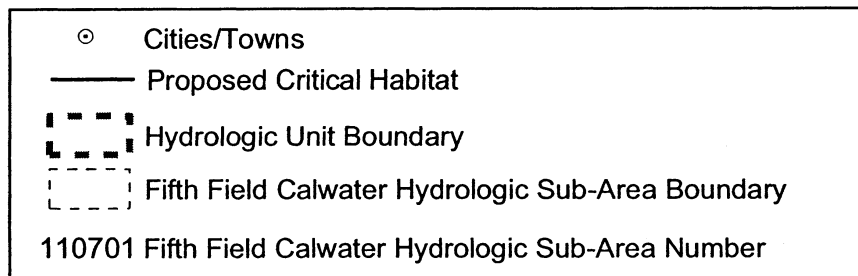 Cities/Towns
Proposed Critical Habitat
Hydrologic Unit Boundary
Fifth Field Calwater Hydrologic Sub-Area Boundary
110701 Fifth Field Calwater Hydrologic Sub-Area Number